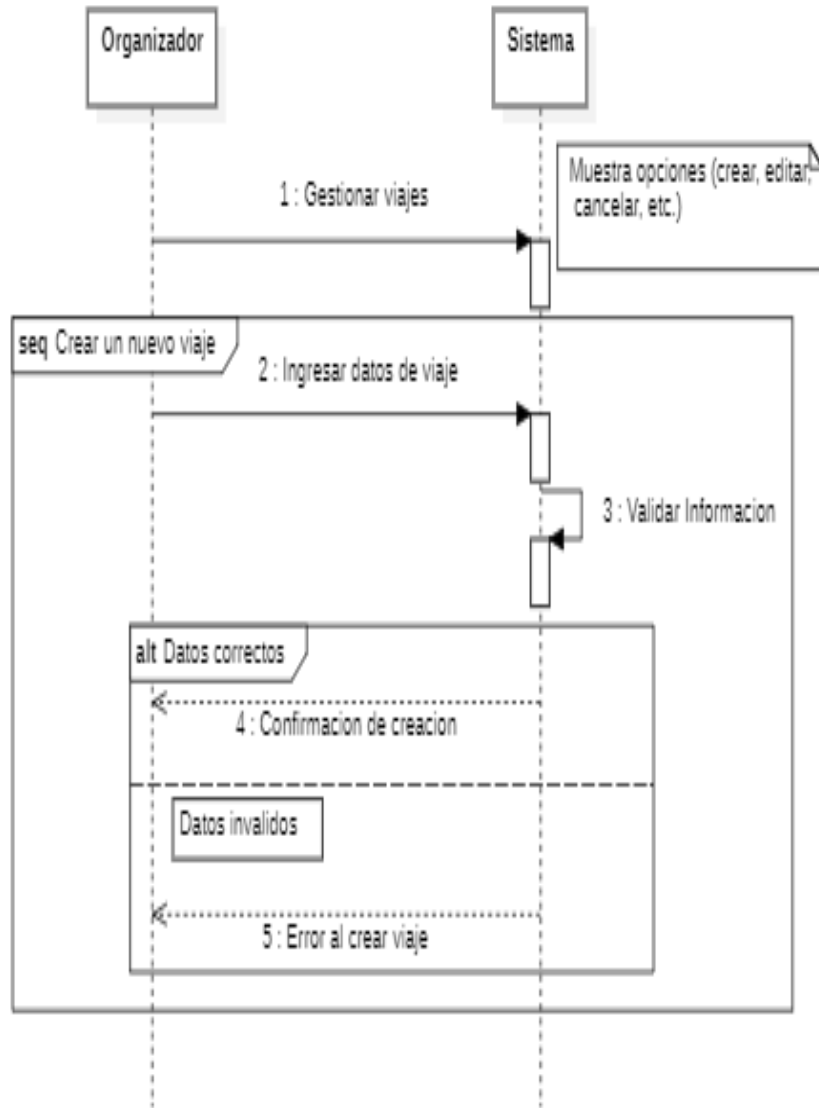 Organizador
Sistema
Muestra opciones (crear, editar,
cancelar, etc.)
1 : Gestionar viajes
seq Crear un nuevo viaje
2 : Ingresar datos de viaje
3 : Validar Informacion
alt Datos correctos
4 : Confirmacion de creacion
Datos invalidos
5 : Error al crear viaje